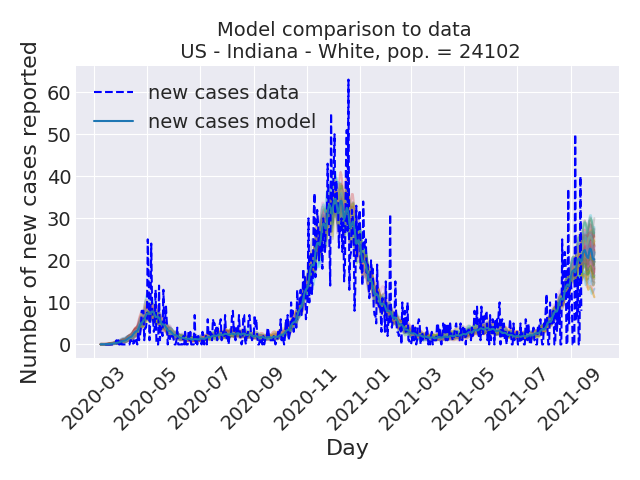 Model comparison to data
US - Indiana - White, pop. = 24102
Number of new cases reported
60
50
40
30
20
10
0
new cases data
new cases model
2020-03
2020-05
2020-07
2020-09
2020-11
2021-01
2021-03
2021-05
2021-07
2021-09
Day